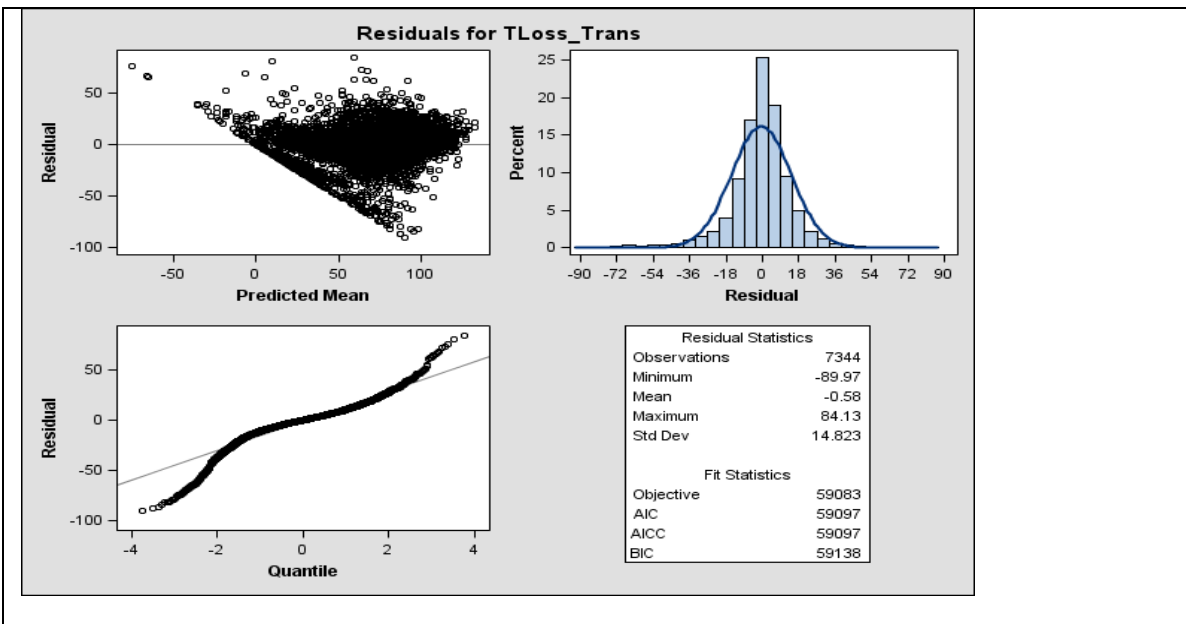 Residuals for TLoss_Trans
Residual
50
0
-50
-100
-50 0 50 100
Predicted Mean
Percent
25
20
15
10
5
0
-90 -72 -54 -36 -18 0 18 36 54 72 90
Residual
Residual
50
0
-50
-100
-4 -2 0 2 4
Quantile
Residual Statistics
Observations 7344
Minimum -89.97
Mean -0.58
Maximum 84.13
Std Dev 14.823
Fit Statistics
Objective 59083
AIC 59097
AICC 59097
BIC 59138